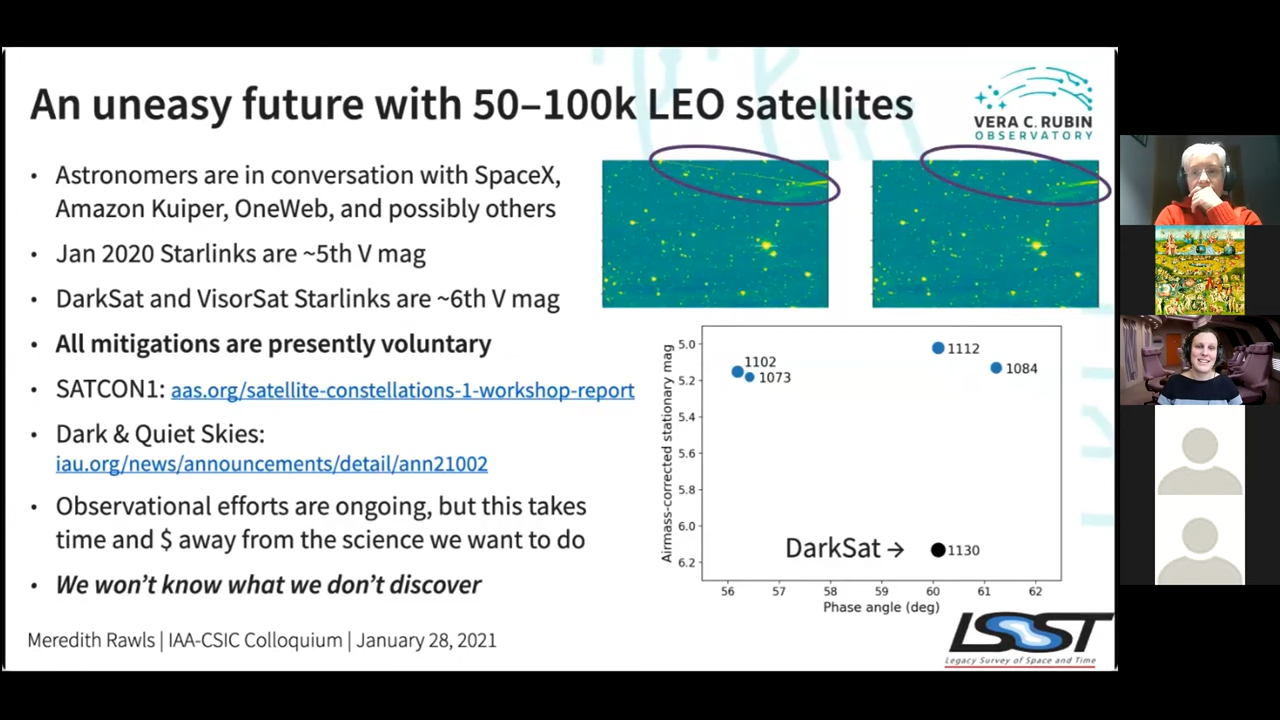 An uneasy future with 50–100k LEO satellites
VERA C. RUBIN
OBSERVATORY
• Astronomers are in conversation with SpaceX,
Amazon Kuiper, OneWeb, and possibly others
• Jan 2020 Starlinks are ~5th V mag
• DarkSat and VisorSat Starlinks are ~6th V mag
• All mitigations are presently voluntary
• SATCON1: aas.org/satellite-constellations-1-workshop-report
• Dark & Quiet Skies:
iau.org/news/announcements/detail/ann21002
• Observational efforts are ongoing, but this takes
time and $ away from the science we want to do
• We won’t know what we don’t discover
Airmass-corrected stationary mag
5.0
5.2
5.4
5.6
5.8
6.0
6.2
1102
1073
1112
1084
DarkSat →
1130
56 57 58 59 60 61 62
Phase angle (deg)
Meredith Rawls | IAA-CSIC Colloquium | January 28, 2021
LSST
Legacy Survey of Space and Time